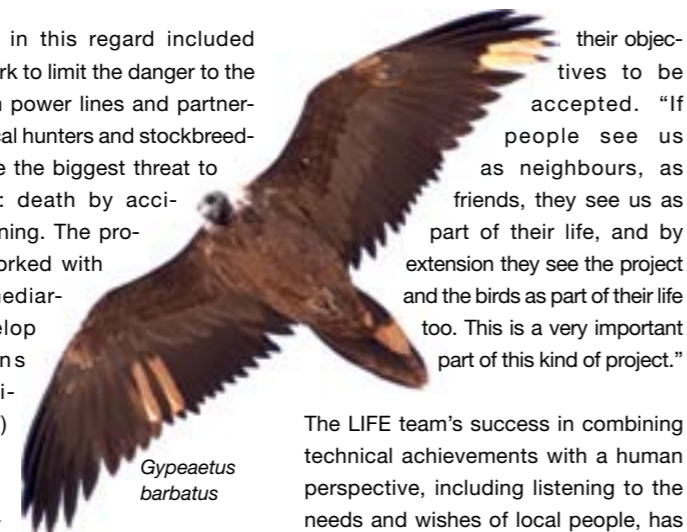 in this regard included
rk to limit the danger to the
power lines and partner-
cal hunters and stockbreed-
e the biggest threat to
: death by acci-
ning. The pro-
orked with
ediar-
elop
ns
i-
)
Gypaetus
barbatus
their objec-
tives to be
accepted. “If
people see us
as neighbours, as
friends, they see us as
part of their life, and by
extension they see the project
and the birds as part of their life
too. This is a very important
part of this kind of project.”
The LIFE team’s success in combining
technical achievements with a human
perspective, including listening to the
needs and wishes of local people, has